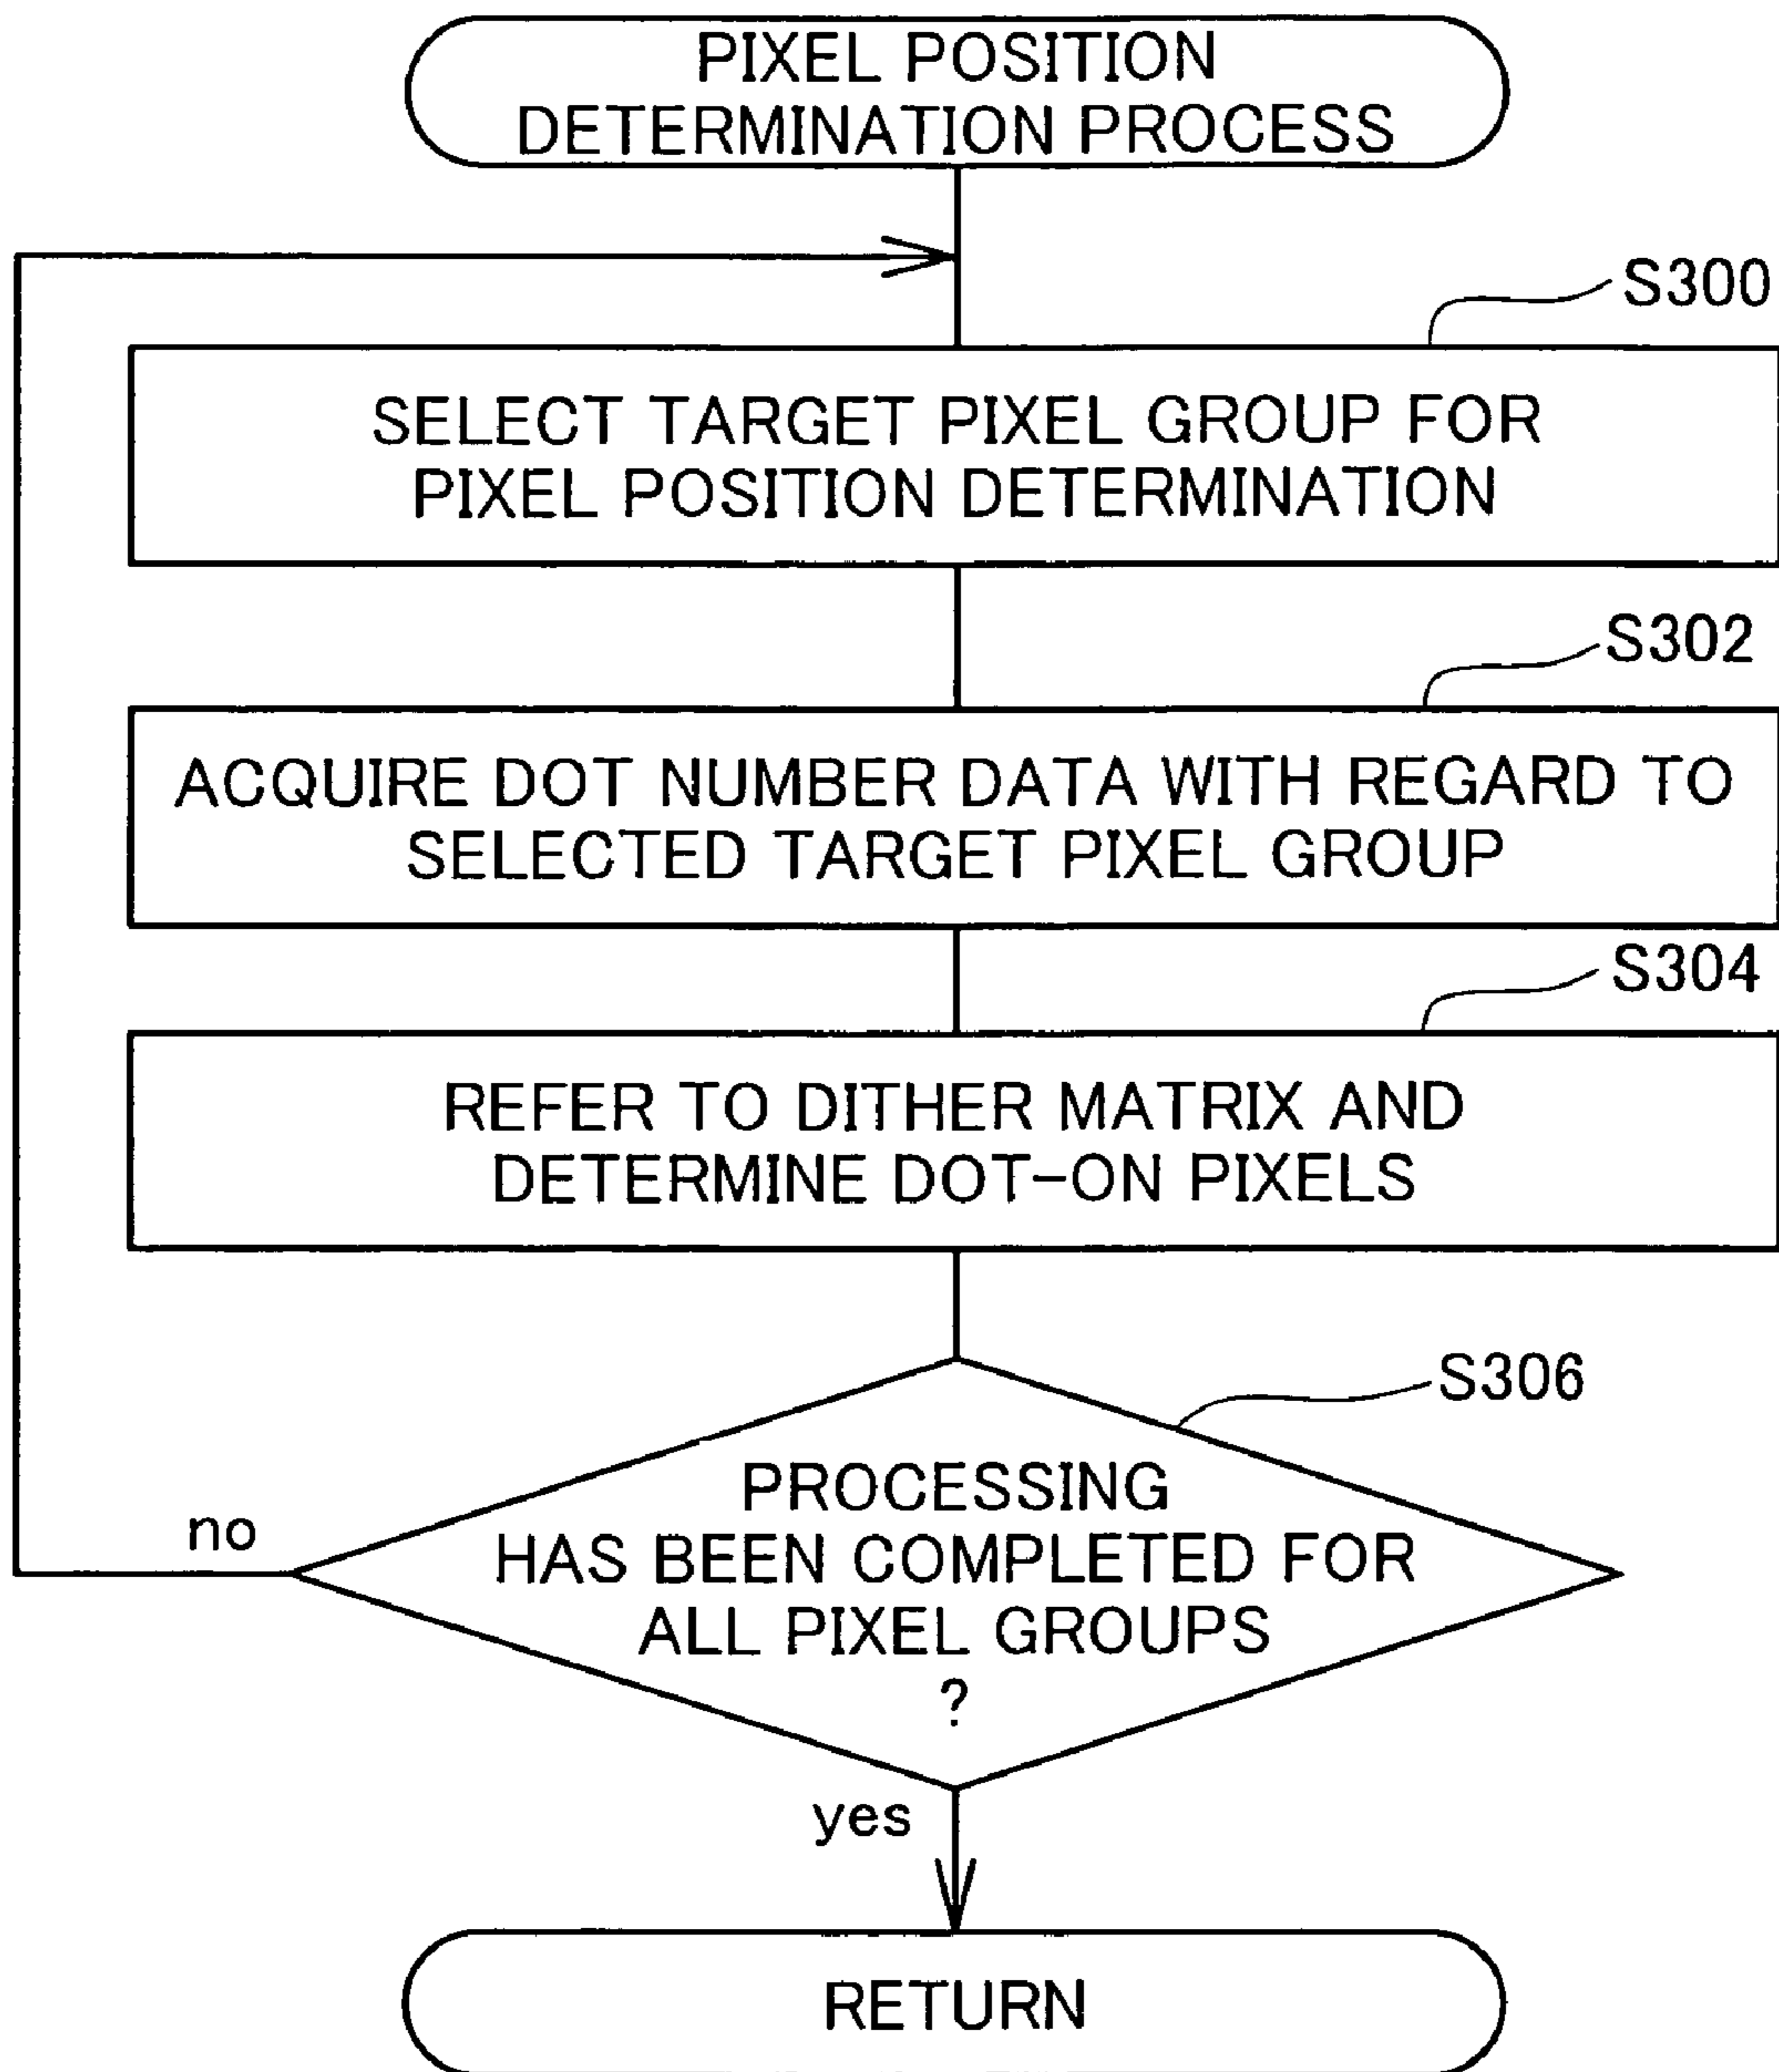 PIXEL POSITION
DETERMINATION PROCESS
S300
SELECT TARGET PIXEL GROUP FOR
PIXEL POSITION DETERMINATION
S302
ACQUIRE DOT NUMBER DATA WITH REGARD TO
SELECTED TARGET PIXEL GROUP
S304
REFER TO DITHER MATRIX AND
DETERMINE DOT-ON PIXELS
S306
PROCESSING
no
HAS BEEN COMPLETED FOR
ALL PIXEL GROUPS
?
yes
RETURN